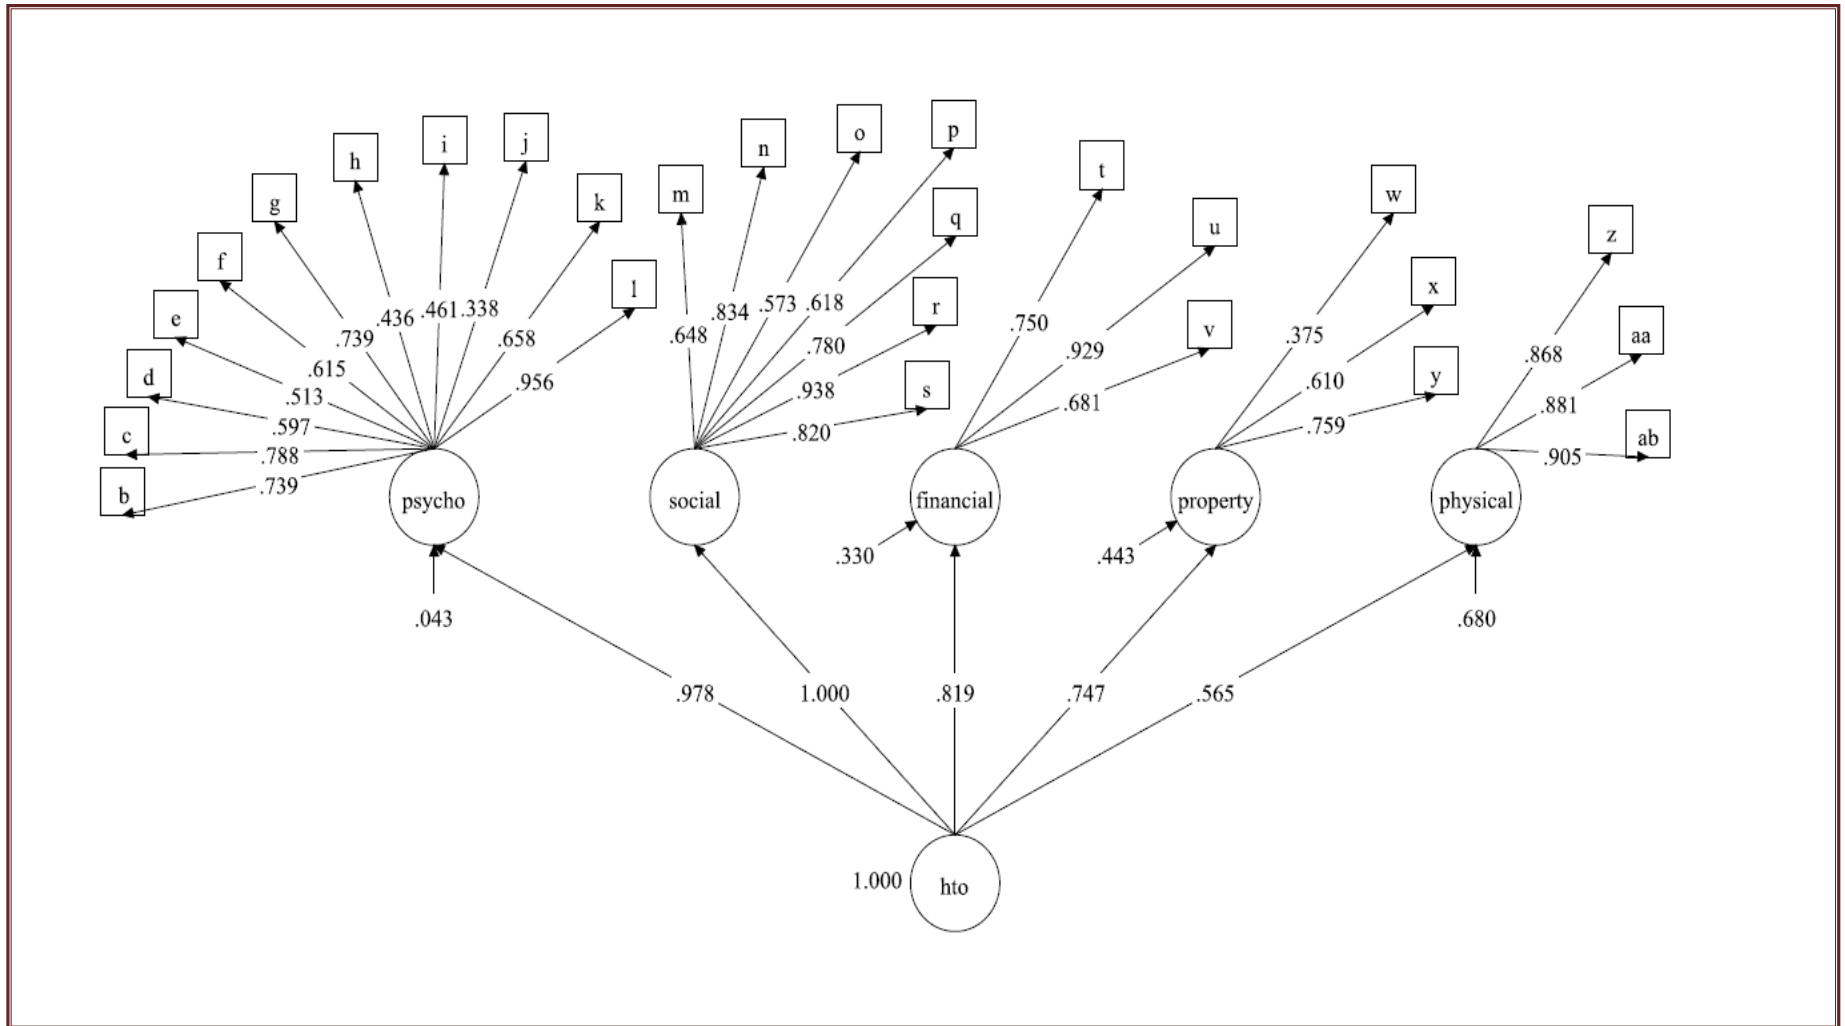 b
c
d
e
f
g
h
i
j
k
l
m
n
o
p
q
r
s
t
u
v
w
x
y
z
aa
ab
.739
.788
.597
.513
.615
.739
.436
.461
.338
.658
.956
.648
.834
.573
.618
.780
.938
.820
.750
.929
.681
.375
.610
.759
.868
.881
.905
psycho
social
financial
property
physical
.043
.330
.443
.680
.978
1.000
.819
.747
.565
1.000
hto